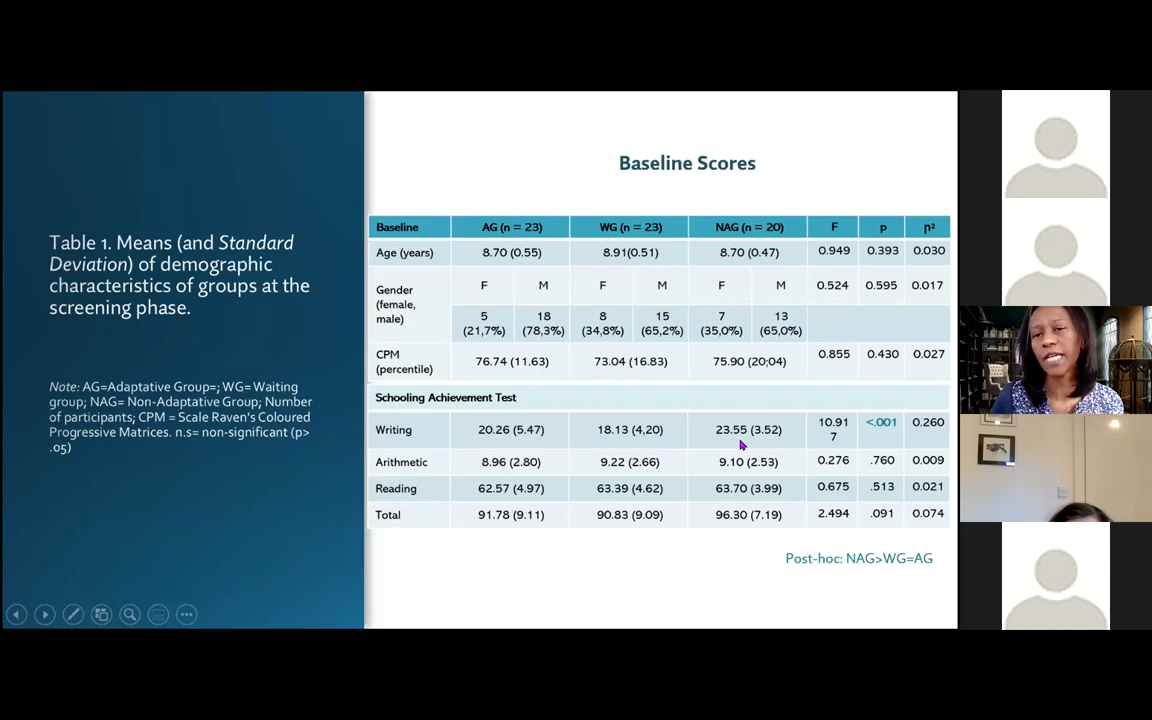 Table 1. Means (and Standard
Deviation) of demographic
characteristics of groups at the
screening phase.
Note: AG=Adaptative Group=; WG= Waiting
group; NAG= Non-Adaptative Group; Number
of participants; CPM = Scale Raven's Coloured
Progressive Matrices. n.s= non-significant (p>
.05)
Baseline Scores
Baseline AG (n = 23) WG (n = 23) NAG (n = 20) F p η²
Age (years) 8.70 (0.55) 8.91(0.51) 8.70 (0.47) 0.949 0.393 0.030
Gender
(female,
male)
F M F M F M 0.524 0.595 0.017
5 18 8 15 7 13
(21,7%) (78,3%) (34,8%) (65,2%) (35,0%) (65,0%)
CPM
(percentile)
76.74 (11.63) 73.04 (16.83) 75.90 (20;04) 0.855 0.430 0.027
Schooling Achievement Test
Writing 20.26 (5.47) 18.13 (4,20) 23.55 (3.52) 10.91
7
<.001 0.260
Arithmetic 8.96 (2.80) 9.22 (2.66) 9.10 (2.53) 0.276 .760 0.009
Reading 62.57 (4.97) 63.39 (4.62) 63.70 (3.99) 0.675 .513 0.021
Total 91.78 (9.11) 90.83 (9.09) 96.30 (7.19) 2.494 .091 0.074
Post-hoc: NAG>WG=AG